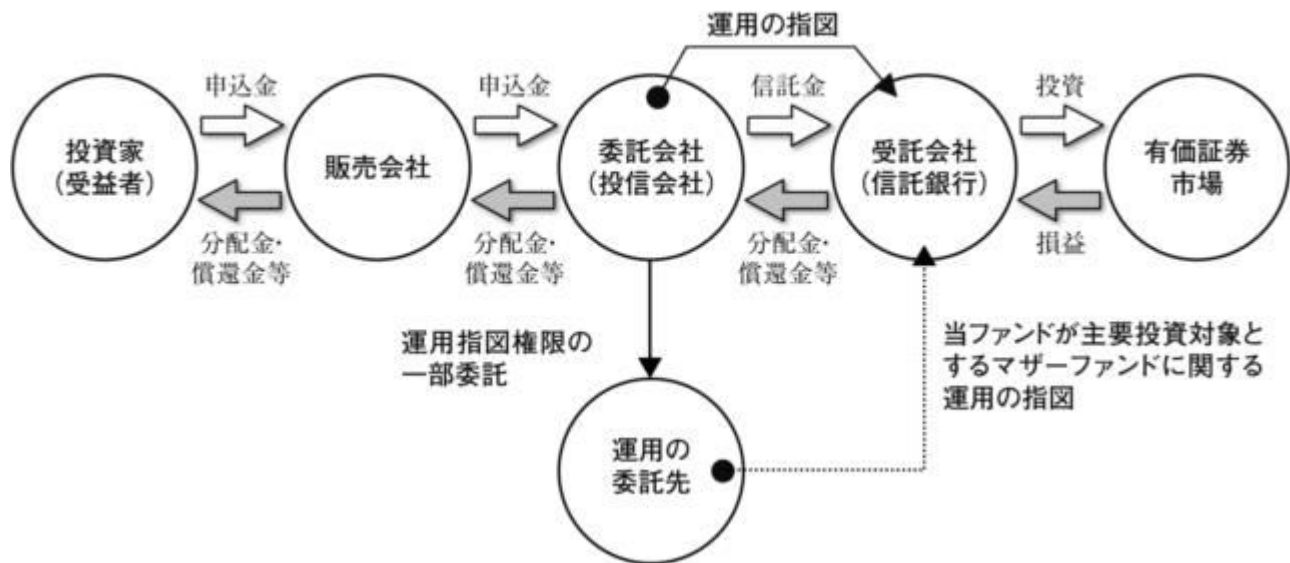 運用の指図
申込金
申込金
信託金
投資
投資家
(受益者)
販売会社
委託会社
(投信会社)
受託会社
(信託銀行)
有価証券
市場
分配金・
償還金等
分配金・
償還金等
分配金・
償還金等
損益
運用指図権限の
一部委託
当ファンドが主要投資対象と
するマザーファンドに関する
運用の指図
運用の
委託先